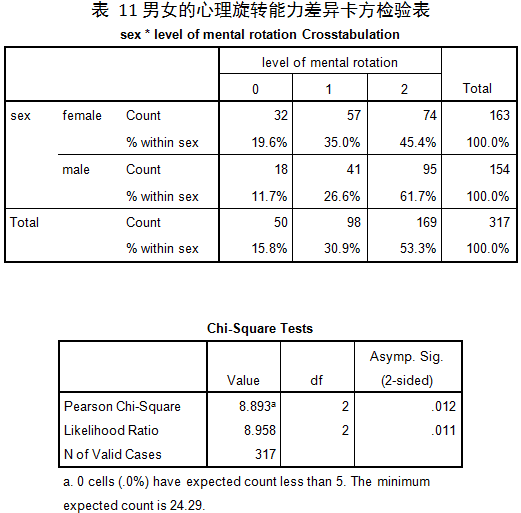 表 11 男女的心理旋转能力差异卡方检验表
sex * level of mental rotation Crosstabulation
level of mental rotation
0 1 2 Total
sex female Count 32 57 74 163
% within sex 19.6% 35.0% 45.4% 100.0%
male Count 18 41 95 154
% within sex 11.7% 26.6% 61.7% 100.0%
Total Count 50 98 169 317
% within sex 15.8% 30.9% 53.3% 100.0%
Chi-Square Tests
Asymp. Sig.
Value df (2-sided)
Pearson Chi-Square 8.893a 2 .012
Likelihood Ratio 8.958 2 .011
N of Valid Cases 317
a. 0 cells (.0%) have expected count less than 5. The minimum
expected count is 24.29.